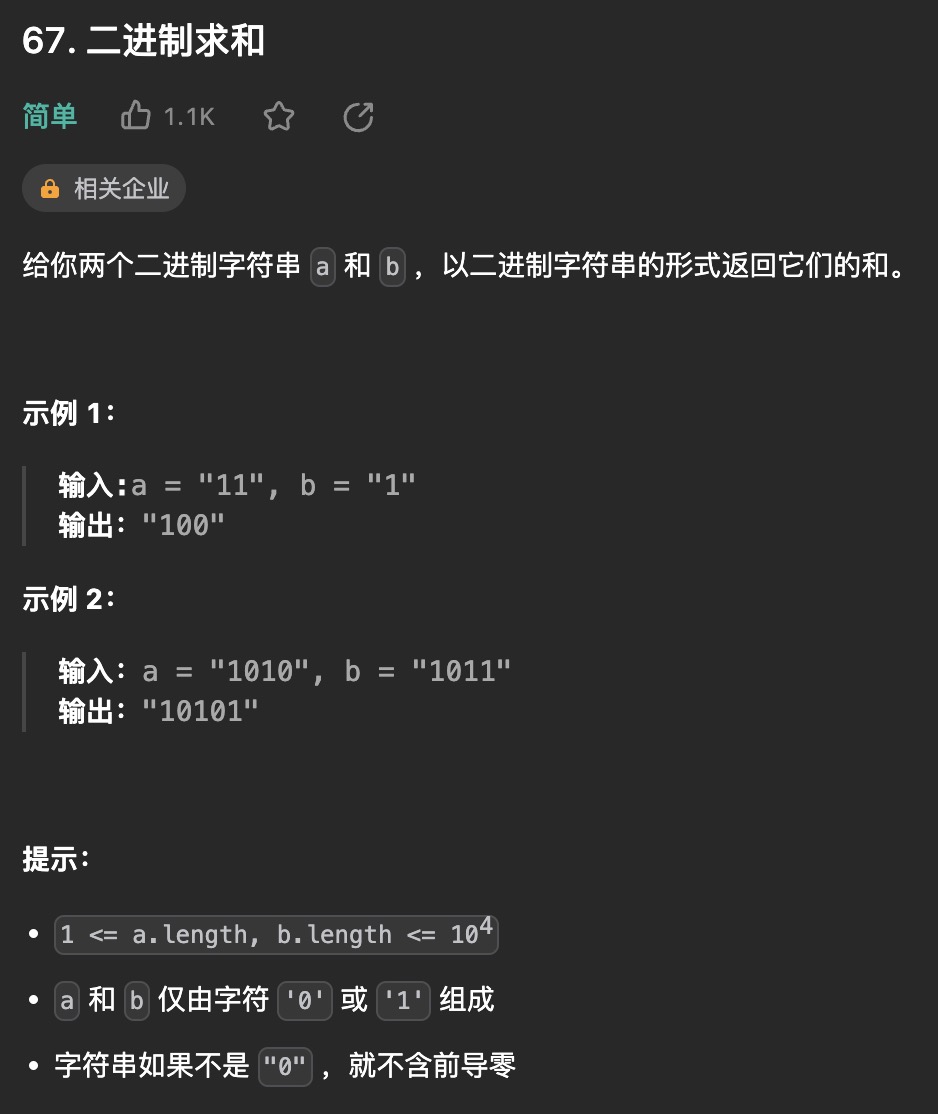 67. 二进制求和
简单 1.1K
相关企业
给你两个二进制字符串 a 和 b ，以二进制字符串的形式返回它们的和。
示例 1：
输入:a = "11", b = "1"
输出："100"
示例 2：
输入：a = "1010", b = "1011"
输出："10101"
提示：
• 1 <= a.length, b.length <= 10⁴
• a 和 b 仅由字符 '0' 或 '1' 组成
• 字符串如果不是 "0" ，就不含前导零